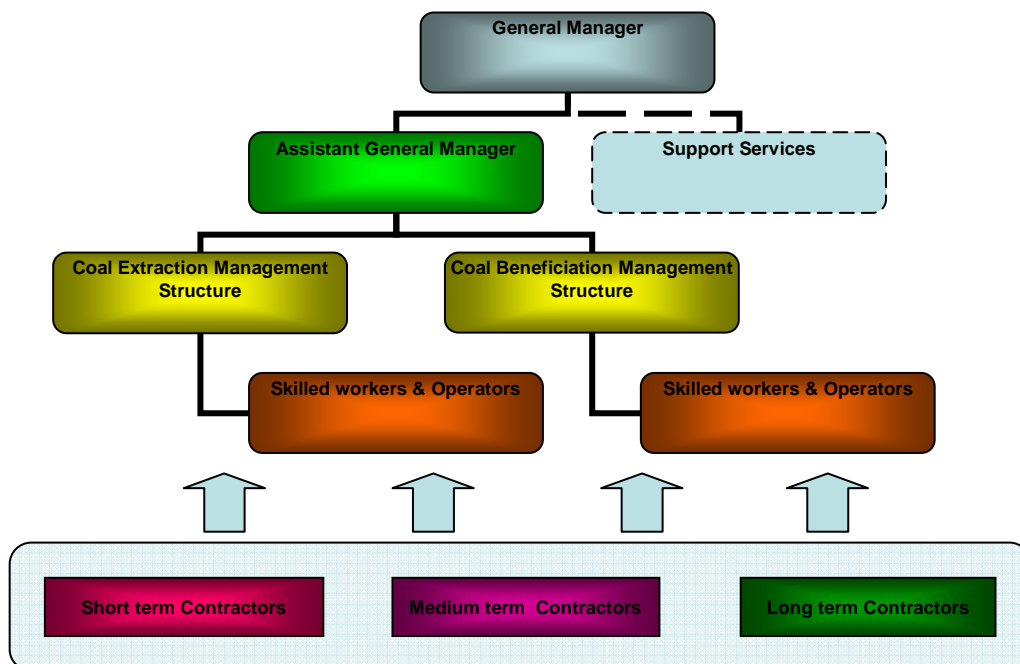 General Manager
Assistant General Manager
Support Services
Coal Extraction Management
Structure
Coal Beneficiation Management
Structure
Skilled workers & Operators
Skilled workers & Operators
Short term Contractors
Medium term  Contractors
Long term Contractors